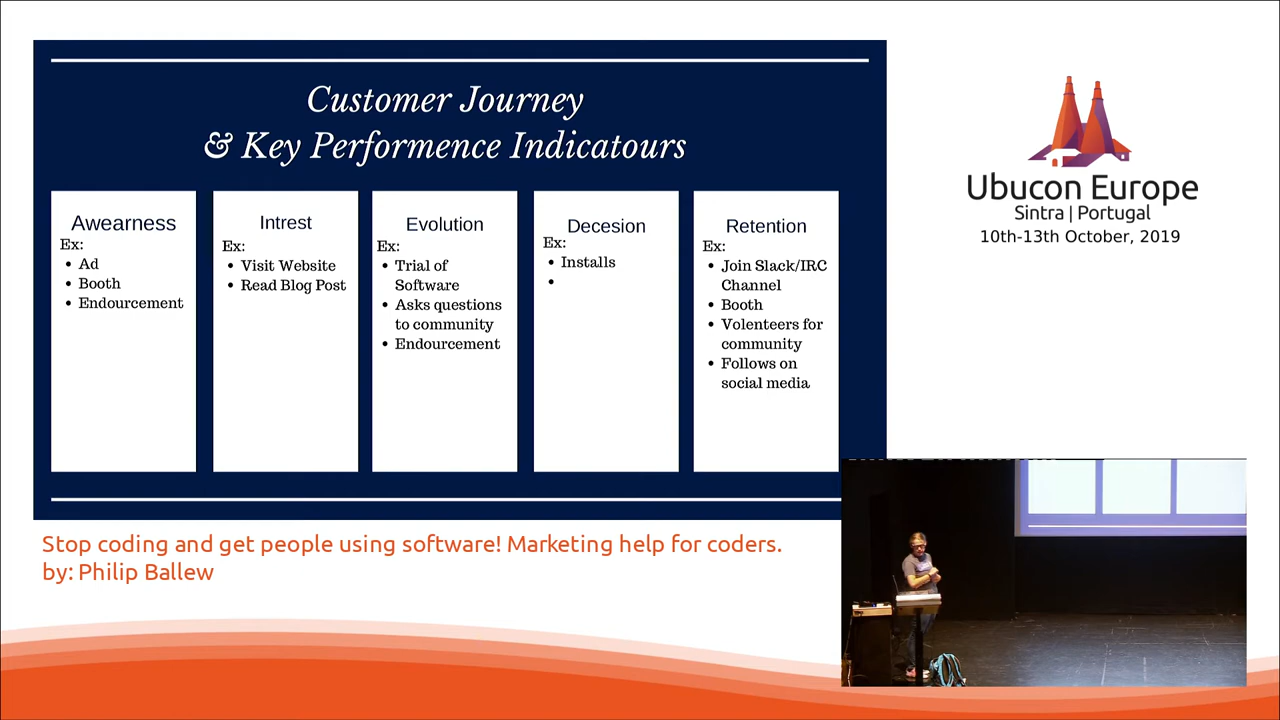 Customer Journey
& Key Performence Indicatours
Awearness
Ex:
Ad
Booth
Endourcement
Intrest
Ex:
Visit Website
Read Blog Post
Evolution
Ex:
Trial of
Software
Asks questions
to community
Endourcement
Decesion
Ex:
Installs
Retention
Ex:
Join Slack/IRC
Channel
Booth
Volenteers for
community
Follows on
social media
Ubucon Europe
Sintra | Portugal
10th-13th October, 2019
Stop coding and get people using software! Marketing help for coders.
by: Philip Ballew